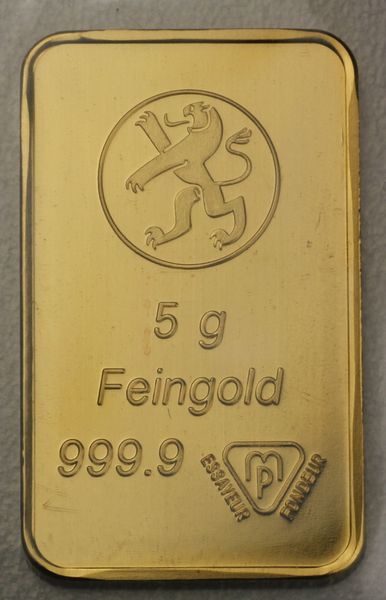 5 g
Feingold
999.9
MP
ESSAYEUR
FONDEUR